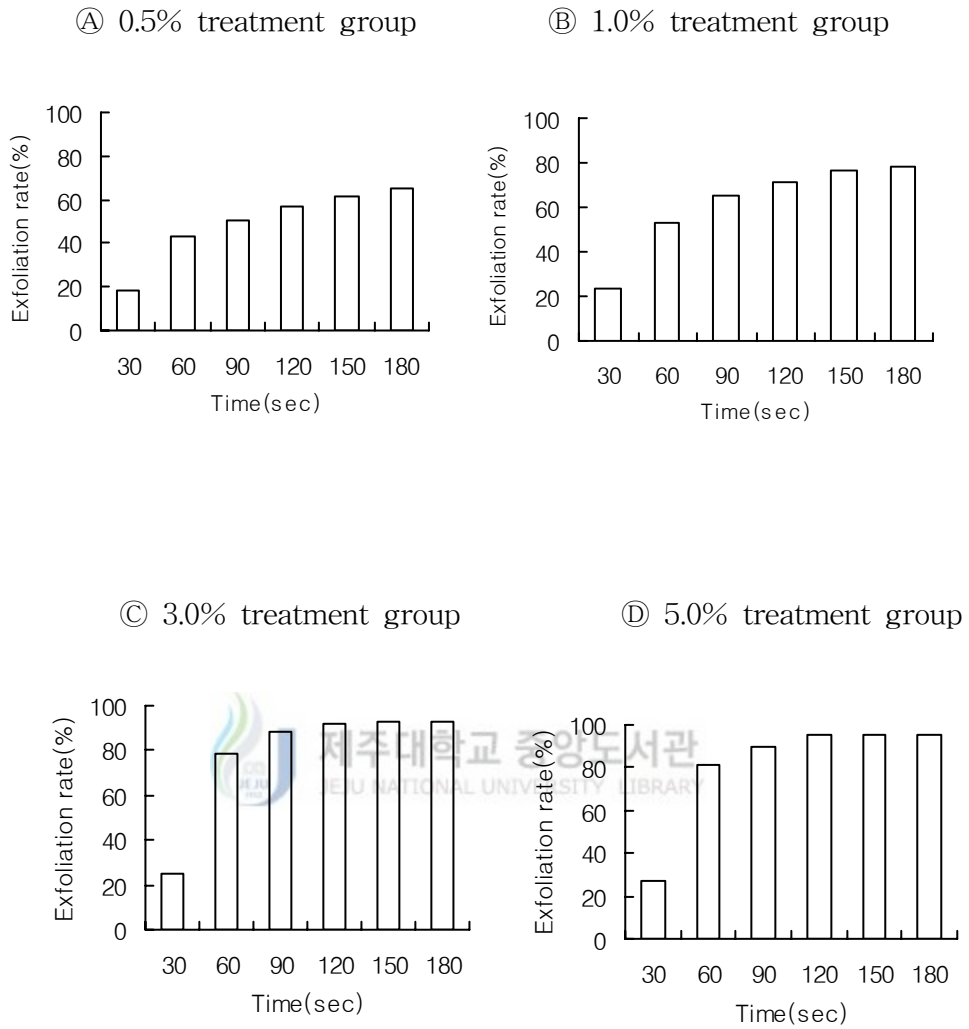 Ⓐ 0.5% treatment group
Ⓑ 1.0% treatment group
Exfoliation rate(%)
100
80
60
40
20
0
30 60 90 120 150 180
Time(sec)
Exfoliation rate(%)
100
80
60
40
20
0
30 60 90 120 150 180
Time(sec)
Ⓒ 3.0% treatment group
Ⓓ 5.0% treatment group
Exfoliation rate(%)
100
80
60
40
20
0
30 60 90 120 150 180
Time(sec)
Exfoliation rate(%)
100
80
60
40
20
0
30 60 90 120 150 180
Time(sec)
제주대학교 중앙도서관
JEJU NATIONAL UNIVERSITY LIBRARY
JEJU
1952